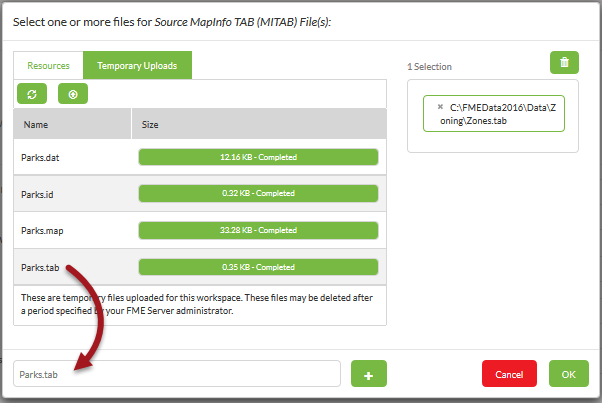 Select one or more files for Source MapInfo TAB (MITAB) File(s):
Resources
Temporary Uploads
Name
Size
Parks.dat
12.16 KB - Completed
Parks.id
0.32 KB - Completed
Parks.map
33.28 KB - Completed
Parks.tab
0.35 KB - Completed
These are temporary files uploaded for this workspace. These files may be deleted after
a period specified by your FME Server administrator.
1 Selection
× C:\FMEData2016\Data\Z
oning\Zones.tab
Parks.tab
+
Cancel
OK